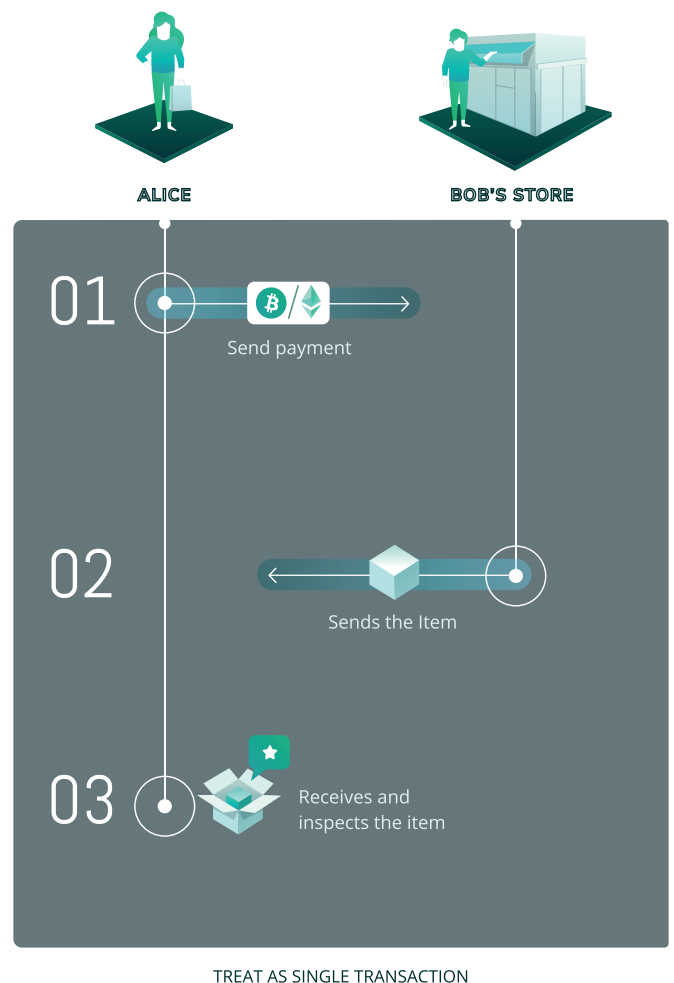 ALICE
BOB'S STORE
01
Send payment
02
Sends the Item
03
Receives and
inspects the item
TREAT AS SINGLE TRANSACTION